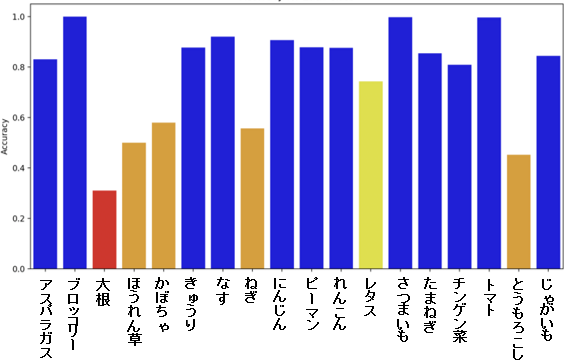 Accuracy
1.0
0.8
0.6
0.4
0.2
0.0
アスパラガス
ブロッコリー
大根
ほうれん草
かぼちゃ
きゅうり
なす
ねぎ
にんじん
ピーマン
れんこん
レタス
さつまいも
たまねぎ
チンゲン菜
トマト
とうもろこし
じゃがいも